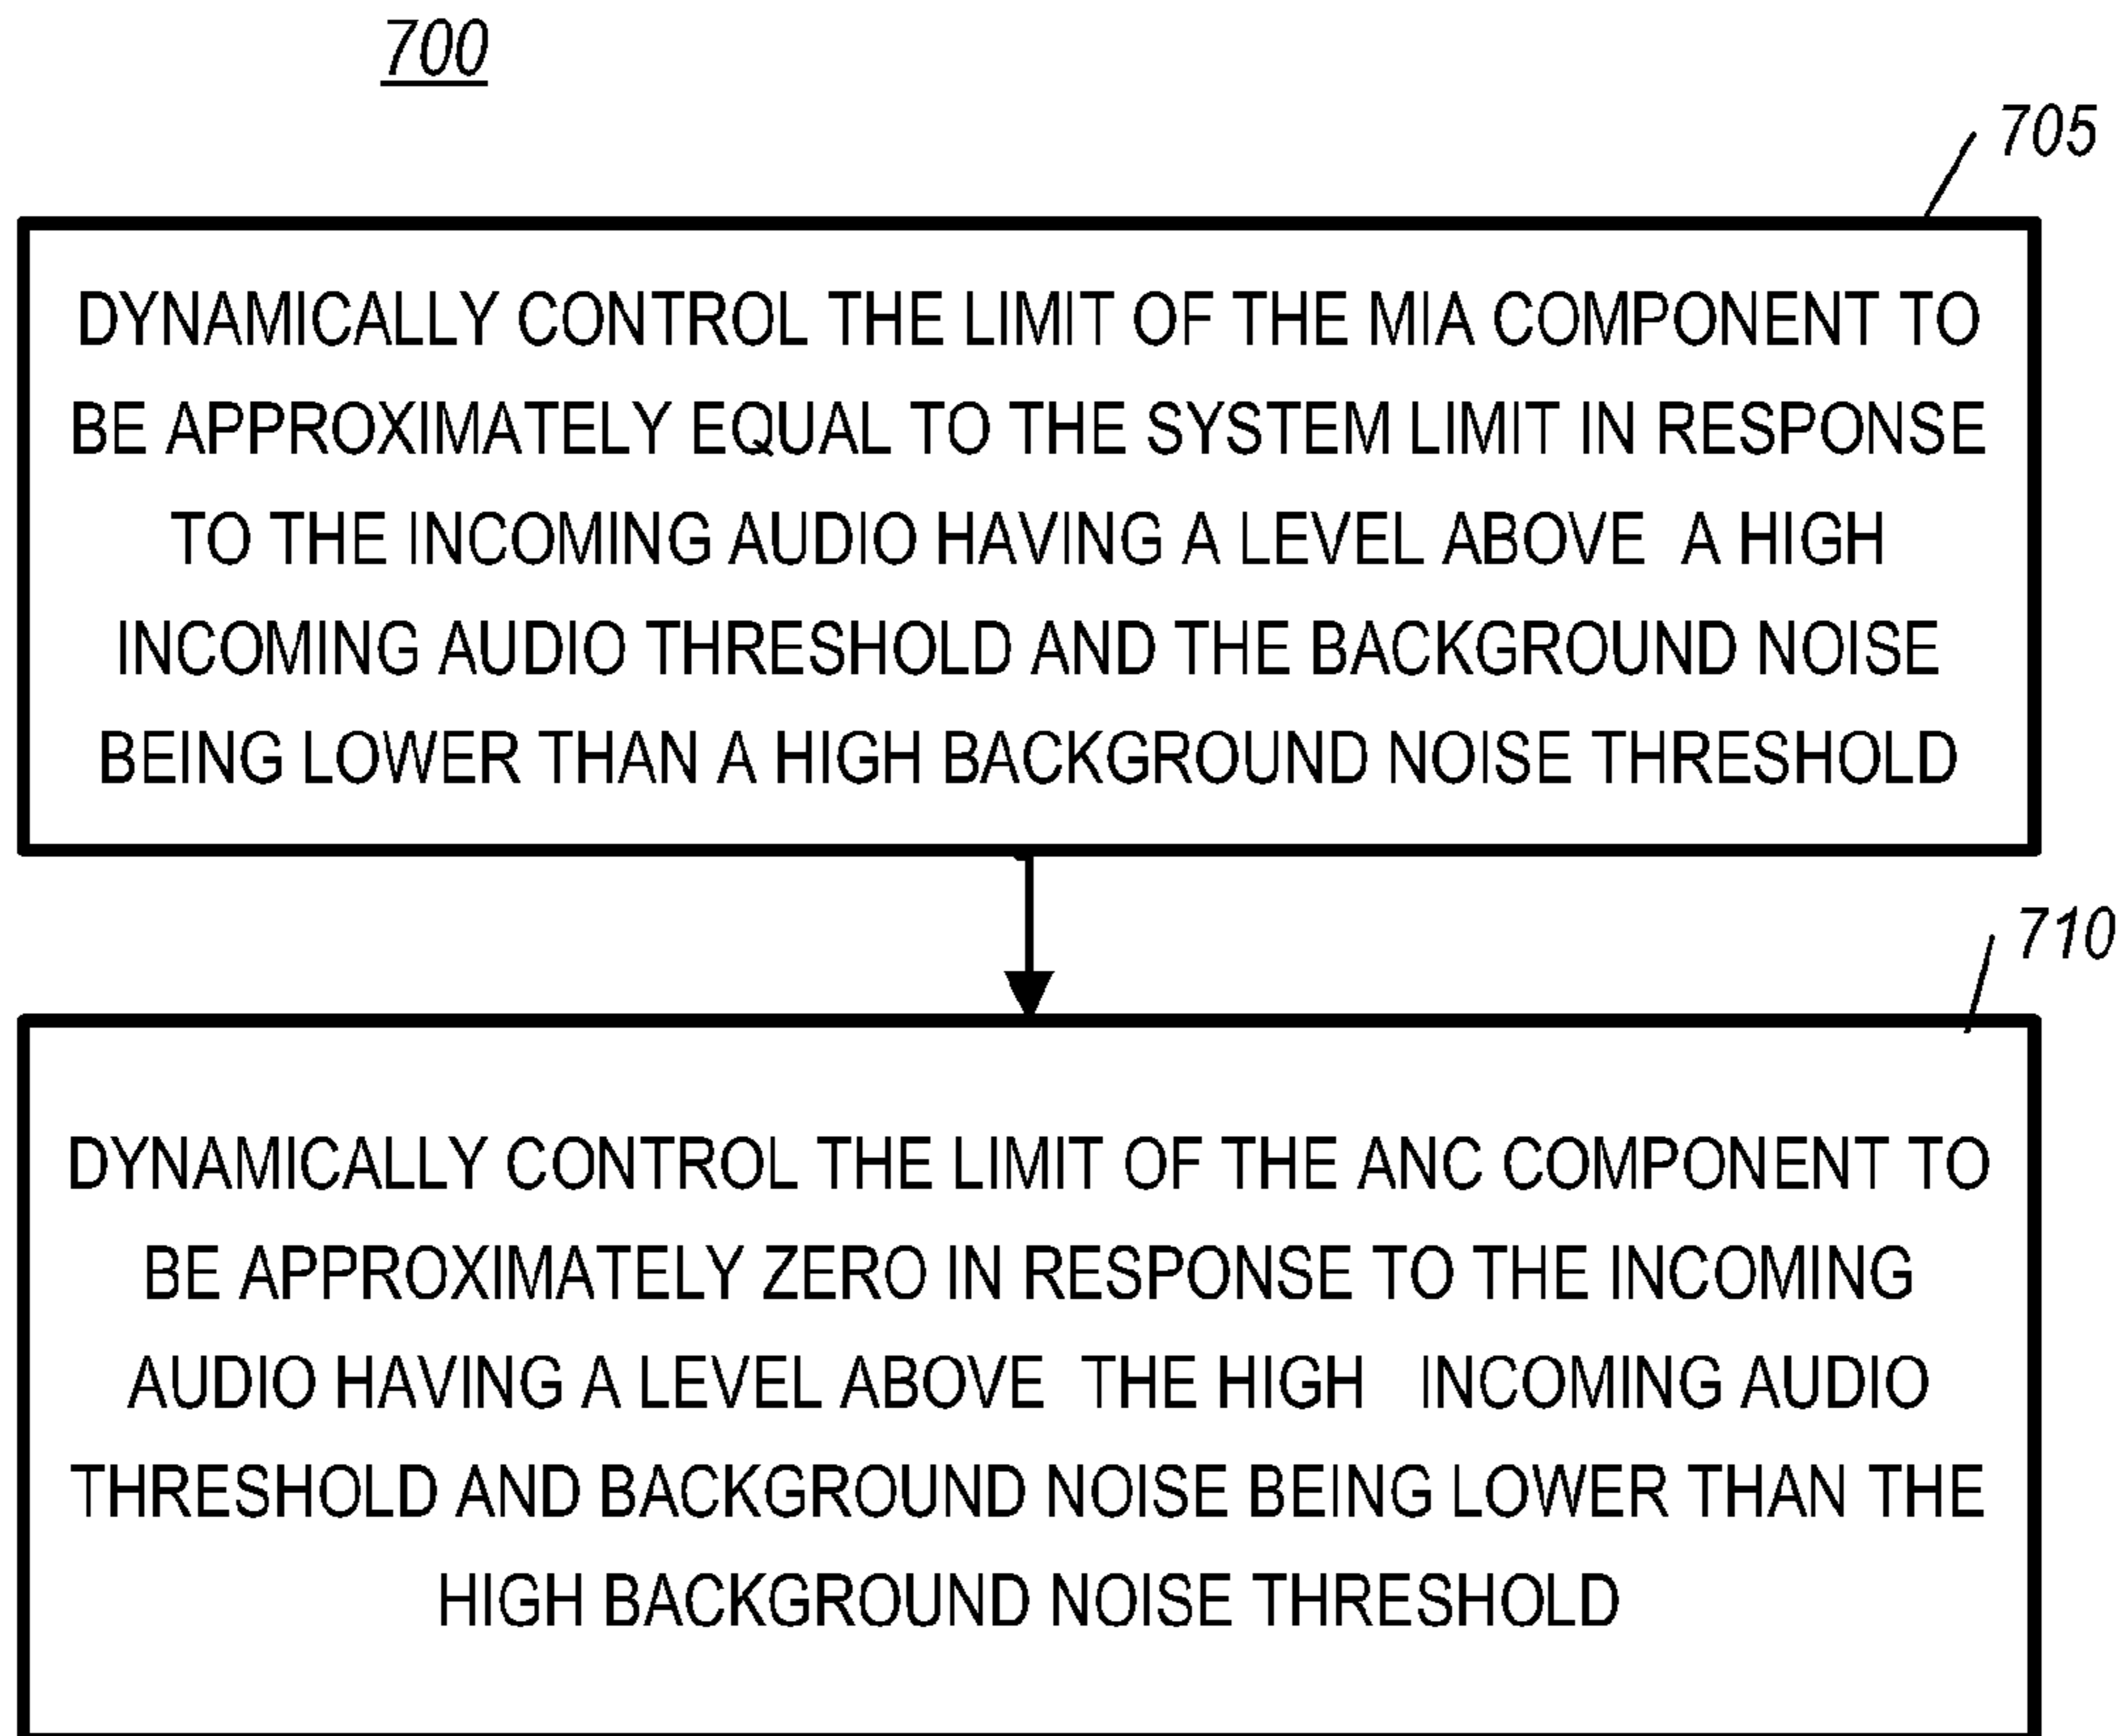 700
705
DYNAMICALLY CONTROL THE LIMIT OF THE MIA COMPONENT TO
BE APPROXIMATELY EQUAL TO THE SYSTEM LIMIT IN RESPONSE
TO THE INCOMING AUDIO HAVING A LEVEL ABOVE A HIGH
INCOMING AUDIO THRESHOLD AND THE BACKGROUND NOISE
BEING LOWER THAN A HIGH BACKGROUND NOISE THRESHOLD
710
DYNAMICALLY CONTROL THE LIMIT OF THE ANC COMPONENT TO
BE APPROXIMATELY ZERO IN RESPONSE TO THE INCOMING
AUDIO HAVING A LEVEL ABOVE THE HIGH INCOMING AUDIO
THRESHOLD AND BACKGROUND NOISE BEING LOWER THAN THE
HIGH BACKGROUND NOISE THRESHOLD